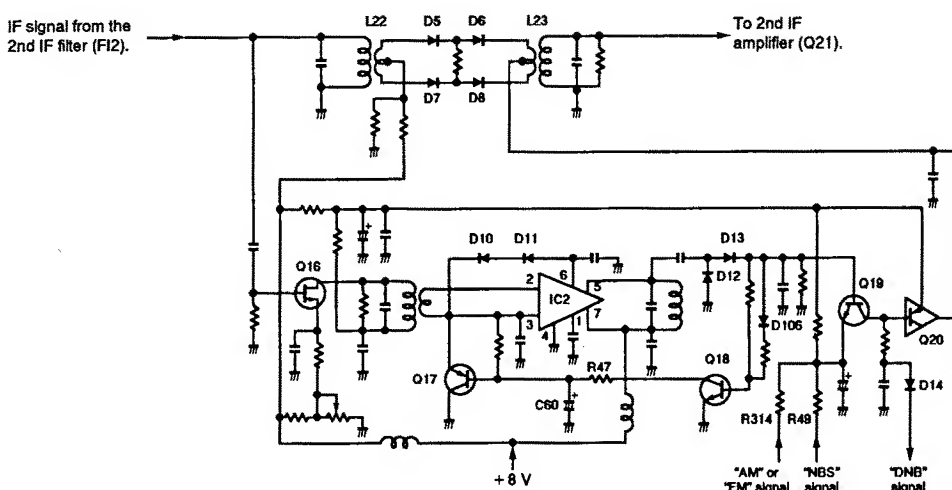 IF signal from the
2nd IF filter (FI2).
L22
D5
D6
L23
To 2nd IF
amplifier (Q21).
D7
D8
D10
D11
D13
Q16
2
6
5
D12
Q19
IC2
7
3
4
1
D106
Q20
Q17
R47
Q18
D14
C60
R314
R49
+
+
+
+8 V
"AM" or
"FM" signal
"NBS"
signal
"DNB"
signal